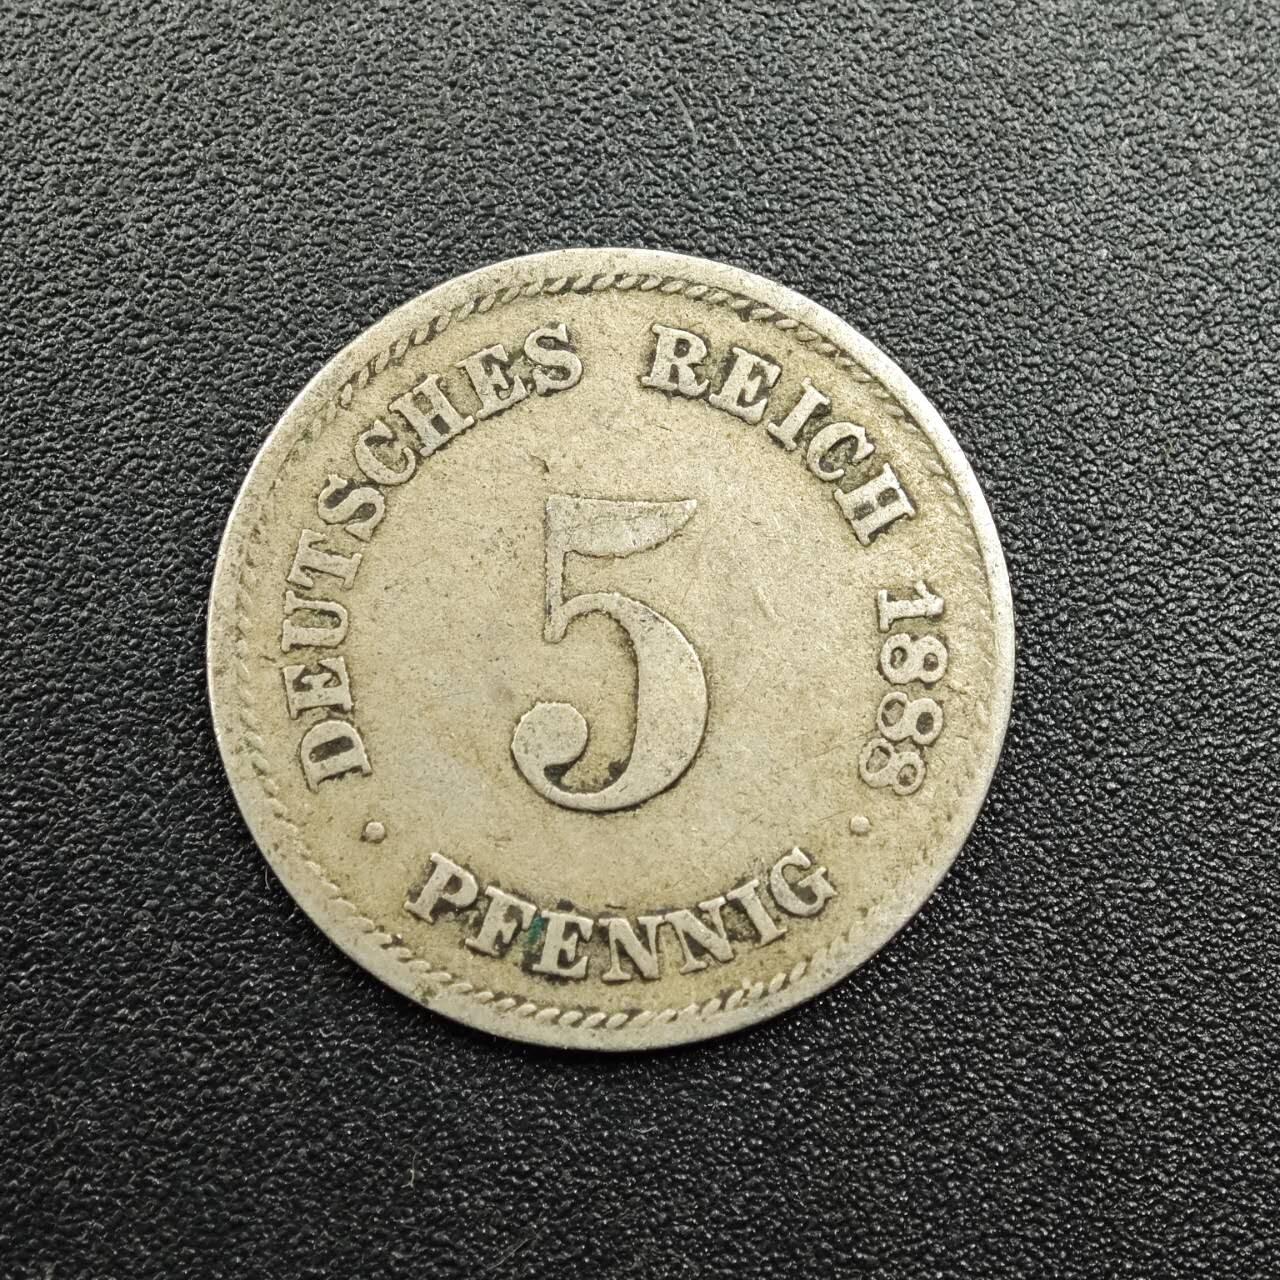 DEUTSCHES REICH 1888
5
· PFENNIG ·